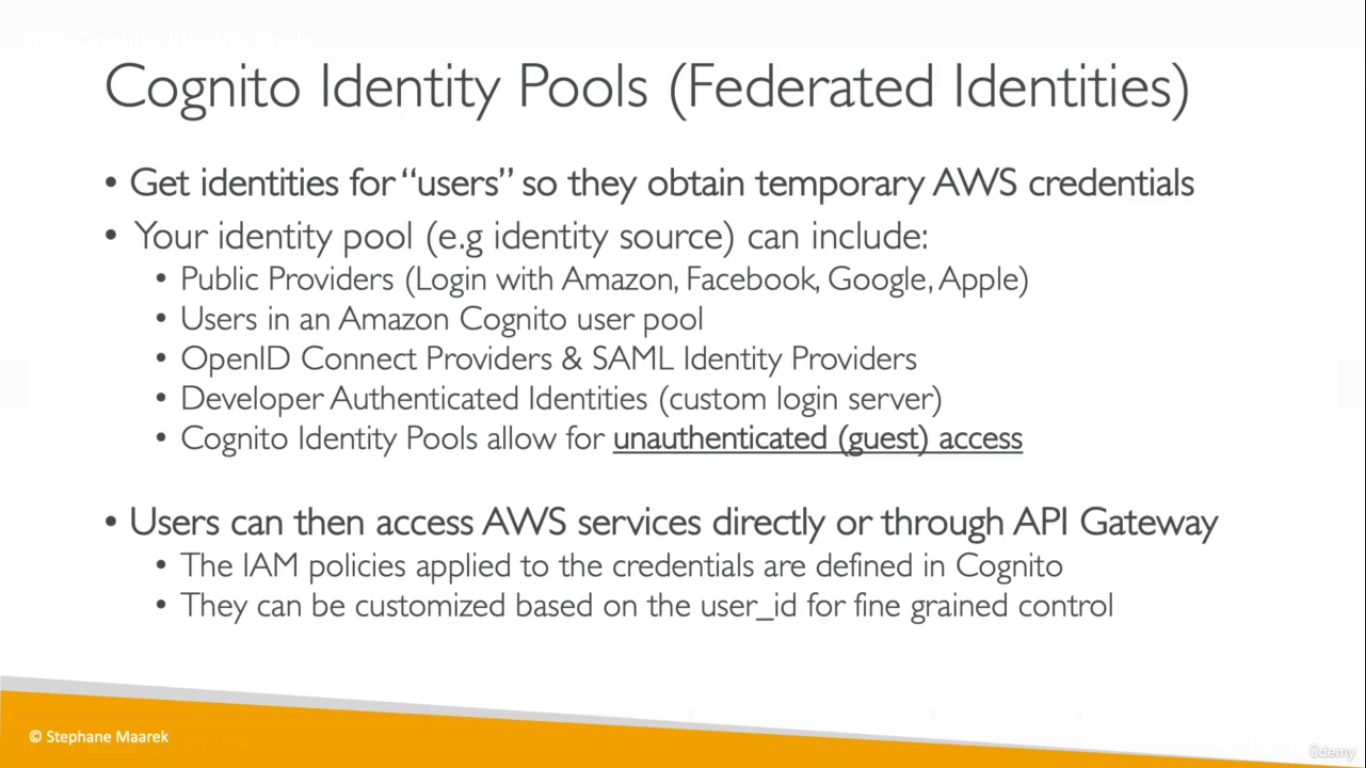 375. Cognito Identity Pools
Cognito Identity Pools (Federated Identities)
• Get identities for “users” so they obtain temporary AWS credentials
• Your identity pool (e.g identity source) can include:
• Public Providers (Login with Amazon, Facebook, Google, Apple)
• Users in an Amazon Cognito user pool
• OpenID Connect Providers & SAML Identity Providers
• Developer Authenticated Identities (custom login server)
• Cognito Identity Pools allow for unauthenticated (guest) access
• Users can then access AWS services directly or through API Gateway
• The IAM policies applied to the credentials are defined in Cognito
• They can be customized based on the user_id for fine grained control
© Stephane Maarek
ûdemy